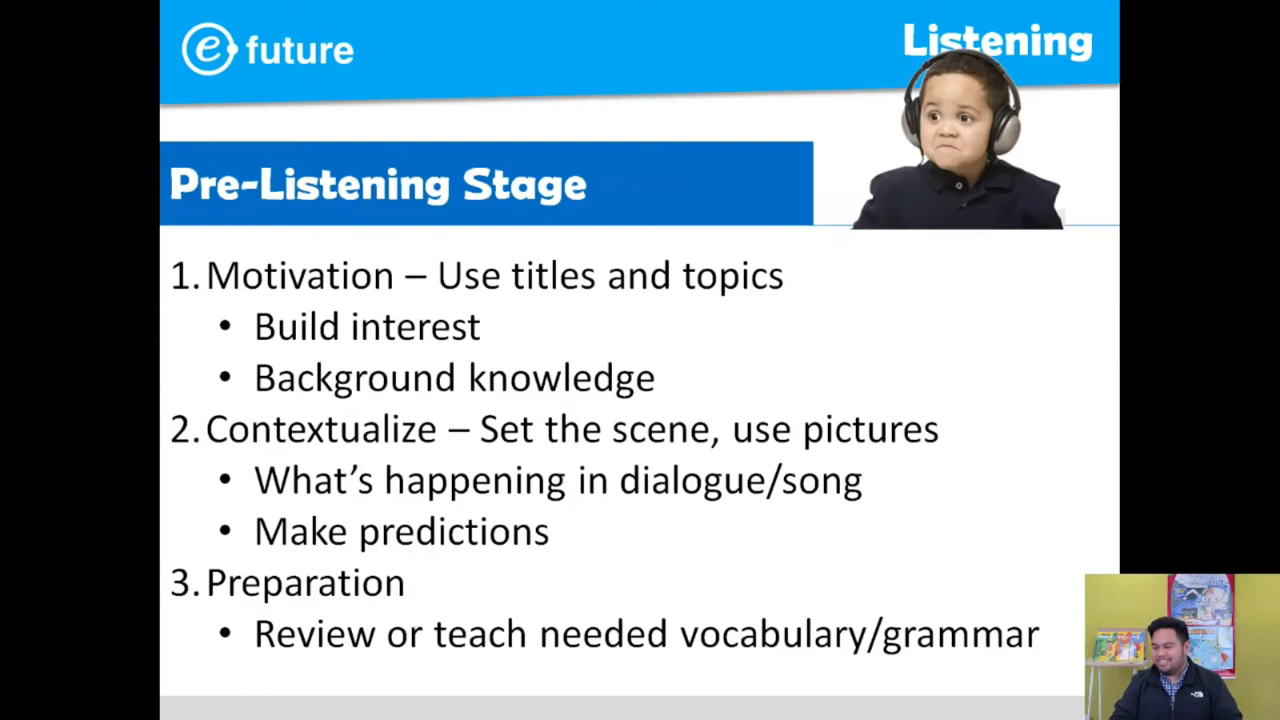 e future
Listening
Pre-Listening Stage
1. Motivation – Use titles and topics
• Build interest
• Background knowledge
2. Contextualize – Set the scene, use pictures
• What's happening in dialogue/song
• Make predictions
3. Preparation
• Review or teach needed vocabulary/grammar